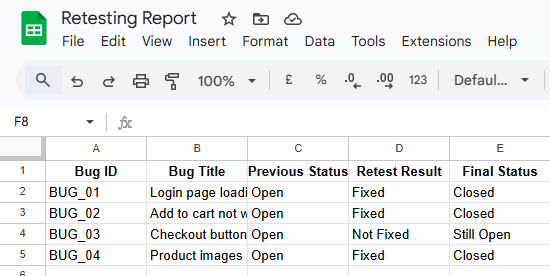 Retesting Report
File Edit View Insert Format Data Tools Extensions Help
100% £ % .0 .00 123 Defaul...
F8 fx
A B C D E
1 Bug ID Bug Title Previous Status Retest Result Final Status
2 BUG_01 Login page loadi Open Fixed Closed
3 BUG_02 Add to cart not w Open Fixed Closed
4 BUG_03 Checkout button Open Not Fixed Still Open
5 BUG_04 Product images Open Fixed Closed